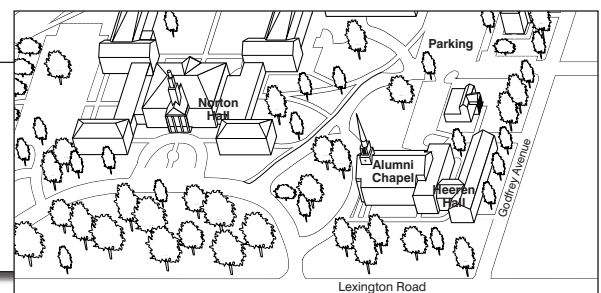 Parking
Norton
Hall
Alumni
Chapel
Heeren
Hall
Godfrey Avenue
Lexington Road